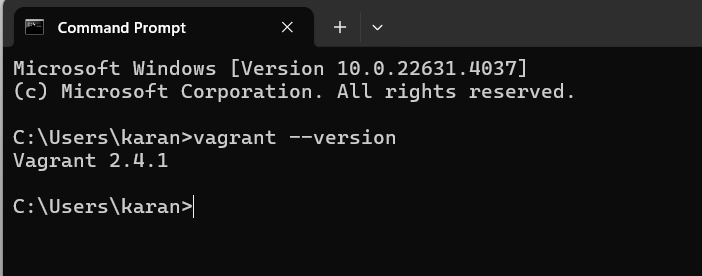 Command Prompt
Microsoft Windows [Version 10.0.22631.4037]
(c) Microsoft Corporation. All rights reserved.
C:\Users\karan>vagrant --version
Vagrant 2.4.1
C:\Users\karan>